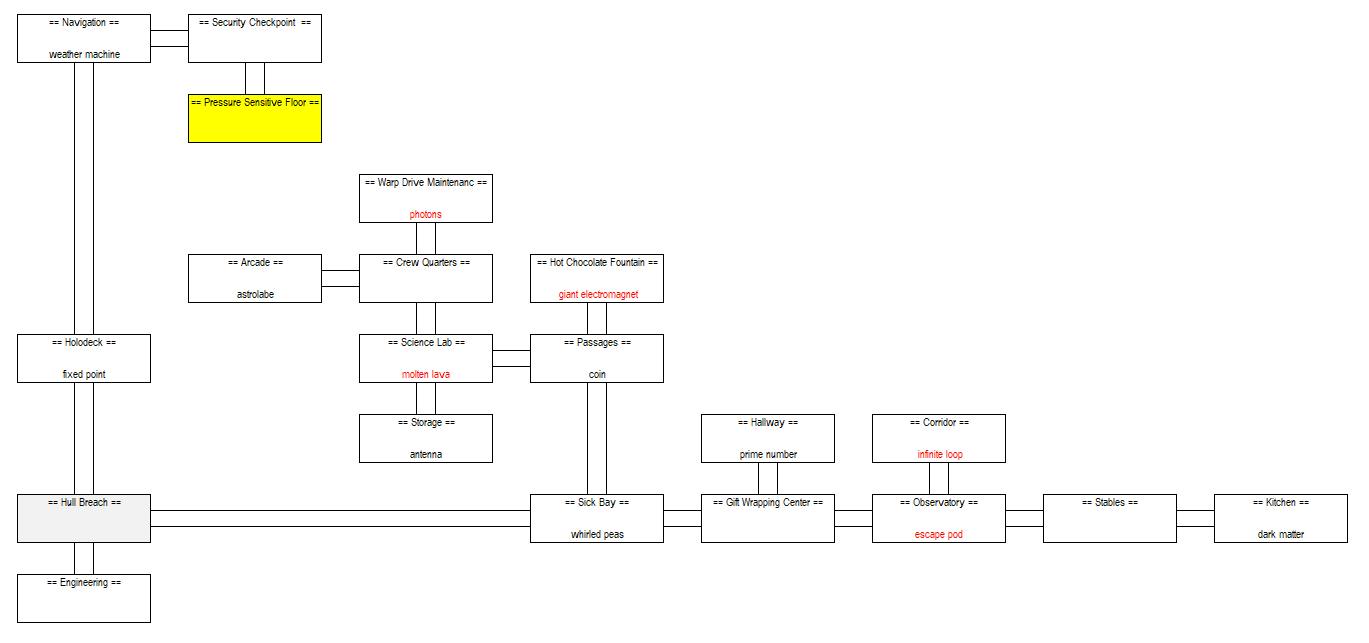 == Navigation ==
weather machine
== Security Checkpoint ==
== Pressure Sensitive Floor ==
== Warp Drive Maintenanc ==
photons
== Arcade ==
astrolabe
== Crew Quarters ==
== Hot Chocolate Fountain ==
giant electromagnet
== Holodeck ==
fixed point
== Science Lab ==
molten lava
== Passages ==
coin
== Storage ==
antenna
== Hallway ==
prime number
== Corridor ==
infinite loop
== Hull Breach ==
== Sick Bay ==
whirled peas
== Gift Wrapping Center ==
== Observatory ==
escape pod
== Stables ==
== Kitchen ==
dark matter
== Engineering ==